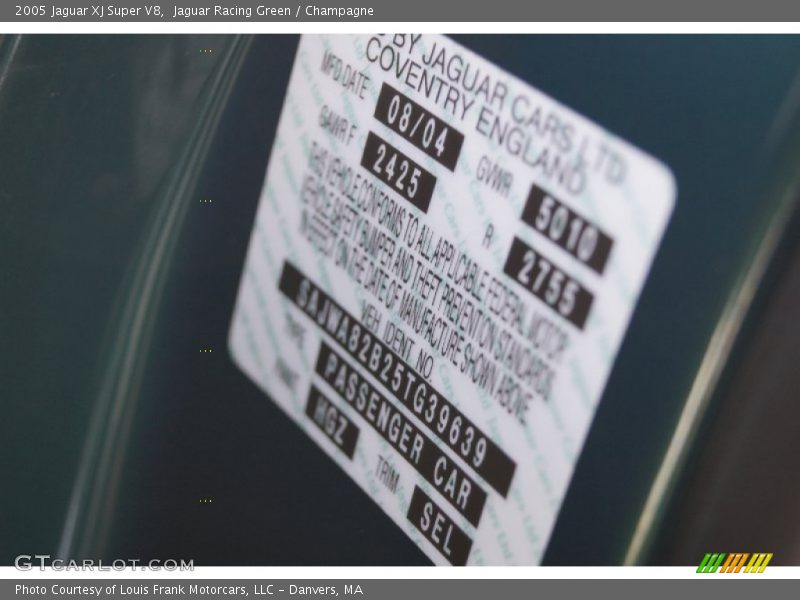 2005 Jaguar XJ Super V8,  Jaguar Racing Green / Champagne
D BY JAGUAR CARS LTD
COVENTRY ENGLAND
MFD DATE 08/04 GVWR 5010
GAWR F 2425 R 2755
THIS VEHICLE CONFORMS TO ALL APPLICABLE FEDERAL MOTOR
VEHICLE SAFETY BUMPER AND THEFT PREVENTION STANDARDS
IN EFFECT ON THE DATE OF MANUFACTURE SHOWN ABOVE
VEH. IDENT. NO.
SAJWA82B25TG39639
TYPE PASSENGER CAR
HGZ TRIM SEL
GTCARLOT.COM
Photo Courtesy of Louis Frank Motorcars, LLC – Danvers, MA